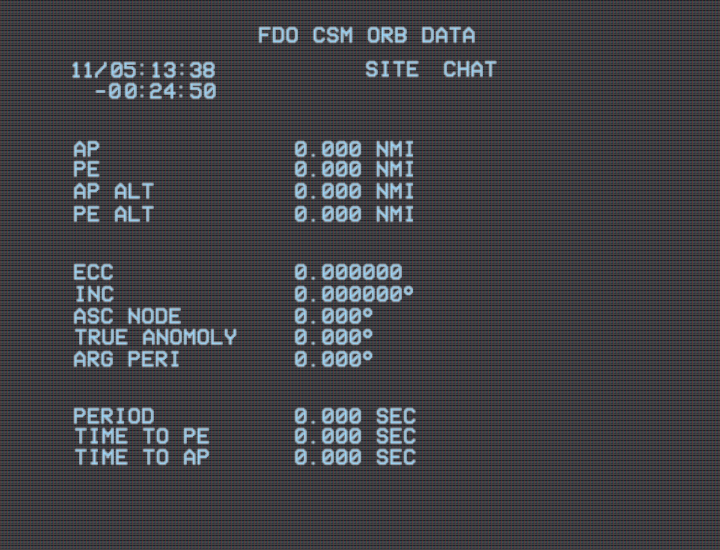 FDO CSM ORB DATA
11/05:13:38 SITE CHAT
-00:24:50
AP 0.000 NMI
PE 0.000 NMI
AP ALT 0.000 NMI
PE ALT 0.000 NMI
ECC 0.000000
INC 0.000000°
ASC NODE 0.000°
TRUE ANOMOLY 0.000°
ARG PERI 0.000°
PERIOD 0.000 SEC
TIME TO PE 0.000 SEC
TIME TO AP 0.000 SEC